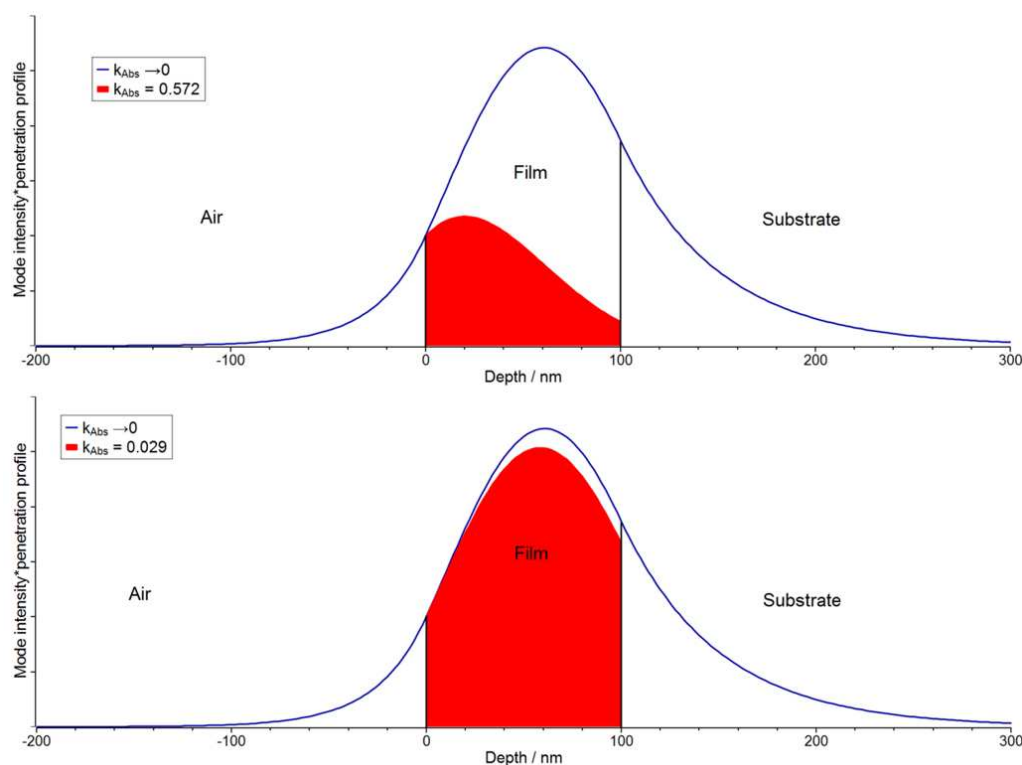 Mode intensity*penetration profile
k_Abs →0
k_Abs = 0.572
Air
Film
Substrate
-200
-100
0
100
200
300
Depth / nm
Mode intensity*penetration profile
k_Abs →0
k_Abs = 0.029
Air
Film
Substrate
-200
-100
0
100
200
300
Depth / nm